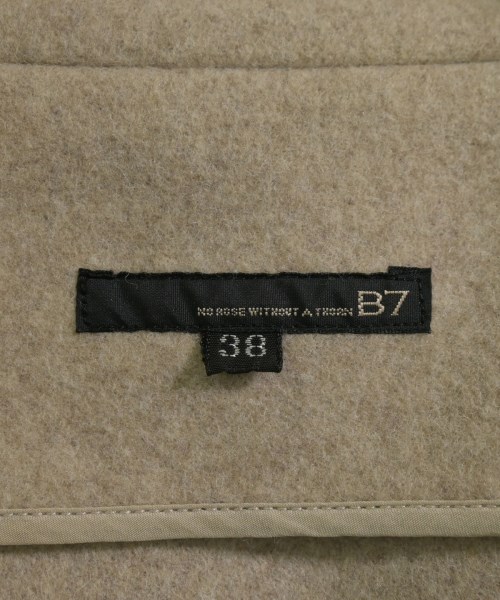 NO ROSE WITHOUT A THORN B7
38